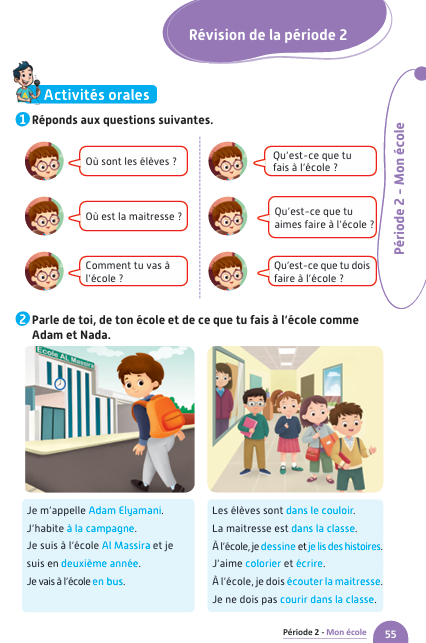 Révision de la période 2
Activités orales
1 Réponds aux questions suivantes.
Où sont les élèves ?
Où est la maitresse ?
Comment tu vas à
l'école ?
Qu'est-ce que tu
fais à l'école ?
Qu'est-ce que tu
aimes faire à l'école ?
Qu'est-ce que tu dois
faire à l'école ?
Période 2 - Mon école
2 Parle de toi, de ton école et de ce que tu fais à l'école comme
Adam et Nada.
École AL Massira
Je m'appelle Adam Elyamani.
J'habite à la campagne.
Je suis à l'école Al Massira et je
suis en deuxième année.
Je vais à l'école en bus.
Les élèves sont dans le couloir.
La maitresse est dans la classe.
À l'école, je dessine et je lis des histoires.
J'aime colorier et écrire.
À l'école, je dois écouter la maitresse.
Je ne dois pas courir dans la classe.
Période 2 - Mon école
55